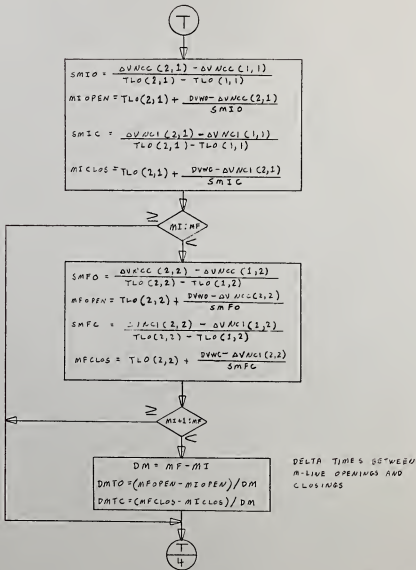 T
SMIO = (ΔVNCC(2,1) - ΔVNCC(1,1)) / (TLO(2,1) - TLO(1,1))
MIOPEN = TLO(2,1) + (DVWO - ΔVNCC(2,1)) / SMIO
SMIC = (ΔVNCI(2,1) - ΔVNCI(1,1)) / (TLO(2,1) - TLO(1,1))
MICLOS = TLO(2,1) + (DVWC - ΔVNCI(2,1)) / SMIC
≥
MI:MF
<
SMFO = (ΔVNCC(2,2) - ΔVNCC(1,2)) / (TLO(2,2) - TLO(1,2))
MFOPEN = TLO(2,2) + (DVWO - ΔVNCC(2,2)) / SMFO
SMFC = (NCI(2,2) - ΔVNCI(1,2)) / (TLO(2,2) - TLO(1,2))
MFCLOS = TLO(2,2) + (DVWC - ΔVNCI(2,2)) / SMFC
≥
MI+1:MF
<
DM = MF-MI
DMTO = (MFOPEN-MIOPEN)/DM
DMTC = (MFCLOS-MICLOS)/DM
DELTA TIMES BETWEEN
M-LINE OPENINGS AND
CLOSINGS
T
4